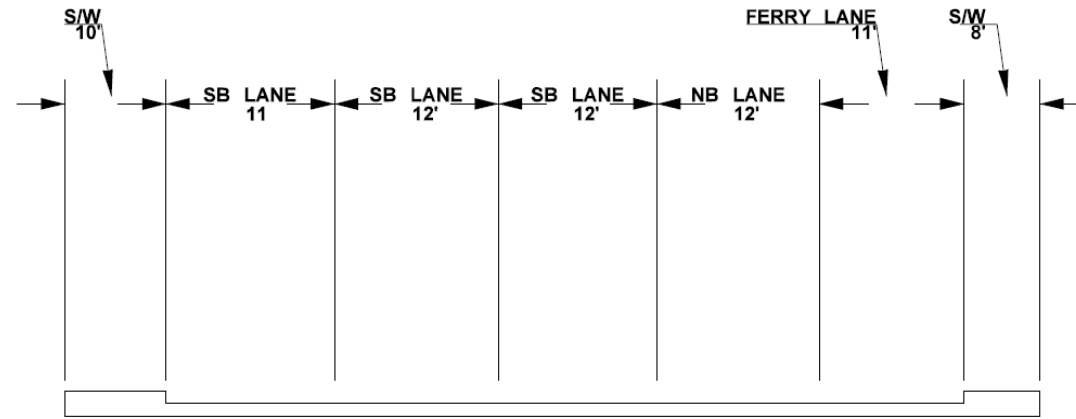 S/W
10'
FERRY LANE
11'
S/W
8'
SB LANE
11
SB LANE
12'
SB LANE
12'
NB LANE
12'